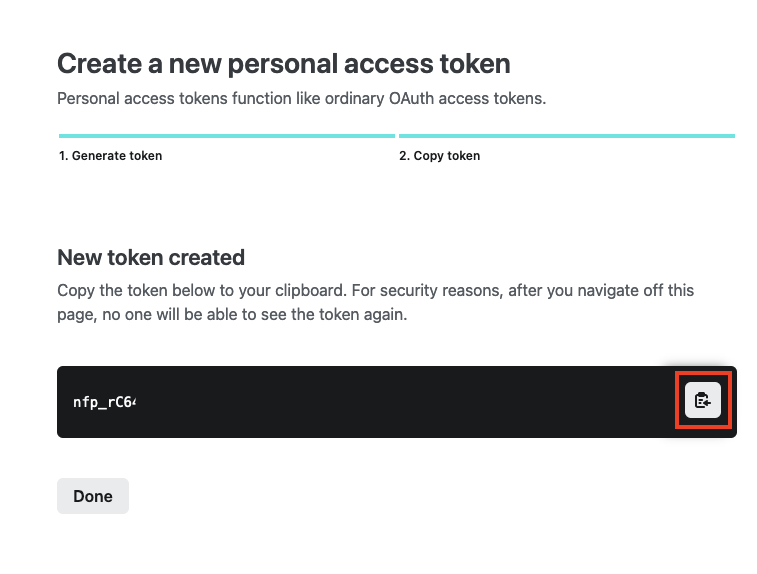 Create a new personal access token
Personal access tokens function like ordinary OAuth access tokens.
1. Generate token
2. Copy token
New token created
Copy the token below to your clipboard. For security reasons, after you navigate off this
page, no one will be able to see the token again.
nfp_rC64
Done